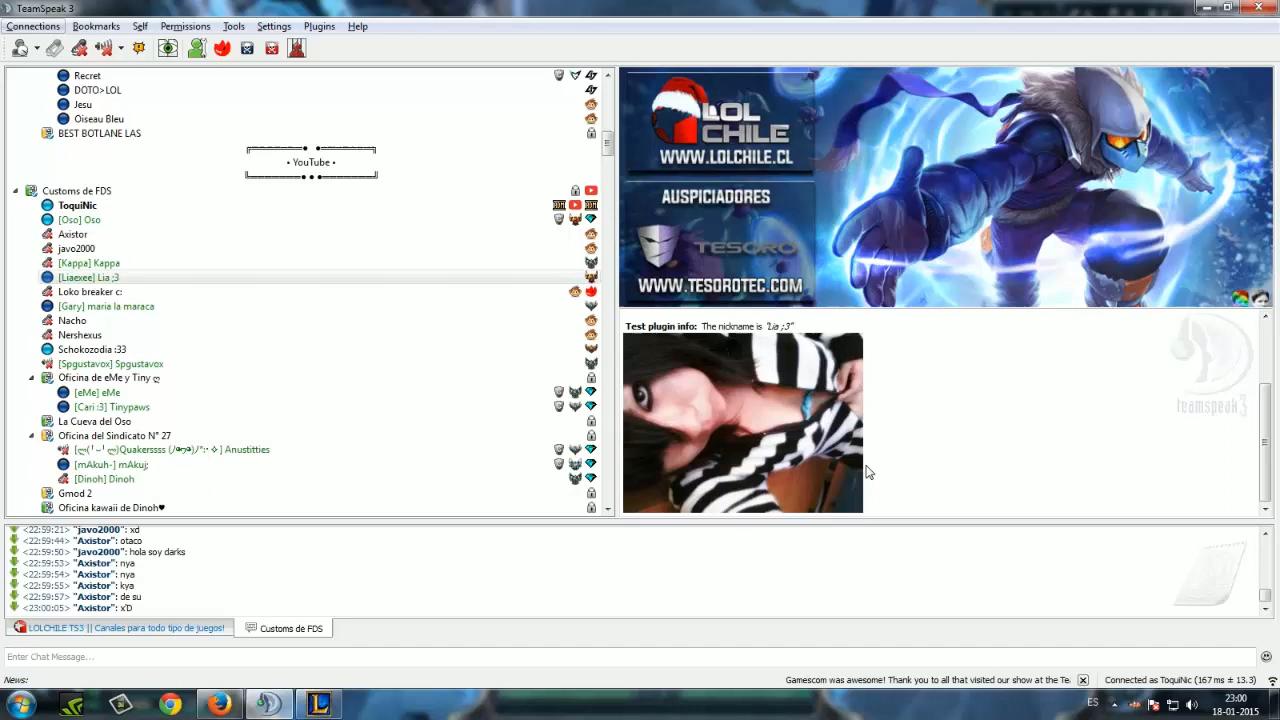 TeamSpeak 3
Connections Bookmarks Self Permissions Tools Settings Plugins Help
Recret
DOTO>LOL
Jesu
Oiseau Bleu
BEST BOTLANE LAS
• YouTube •
Customs de FDS
ToquiNic
[Oso] Oso
Axistor
javo2000
[Kappa] Kappa
[Liaexee] Lia ;3
Loko breaker c:
[Gary] maria la maraca
Nacho
Nershexus
Schokozodia :33
[Spgustavox] Spgustavox
Oficina de eMe y Tiny ღ
[eMe] eMe
[Cari :3] Tinypaws
La Cueva del Oso
Oficina del Sindicato N° 27
Quakerssss
Anustitties
[mAkuh-] mAkuj;
[Dinoh] Dinoh
Gmod 2
Oficina kawaii de Dinoh♥
LOL
CHILE
WWW.LOLCHILE.CL
AUSPICIADORES
TESORO
WWW.TESOROTEC.COM
Test plugin info: The nickname is "Lia ;3"
teamspeak3
<22:59:21> "javo2000": xd
<22:59:44> "Axistor": otaco
<22:59:50> "javo2000": hola soy darks
<22:59:53> "Axistor": nya
<22:59:54> "Axistor": nya
<22:59:55> "Axistor": kya
<22:59:57> "Axistor": de su
<23:00:05> "Axistor": x'D
LOLCHILE TS3 || Canales para todo tipo de juegos! Customs de FDS
Enter Chat Message...
News: Gamescom was awesome! Thank you to all that visited our show at the Te Connected as ToquiNic (167 ms ± 13.3)
ES 23:00
18-01-2015